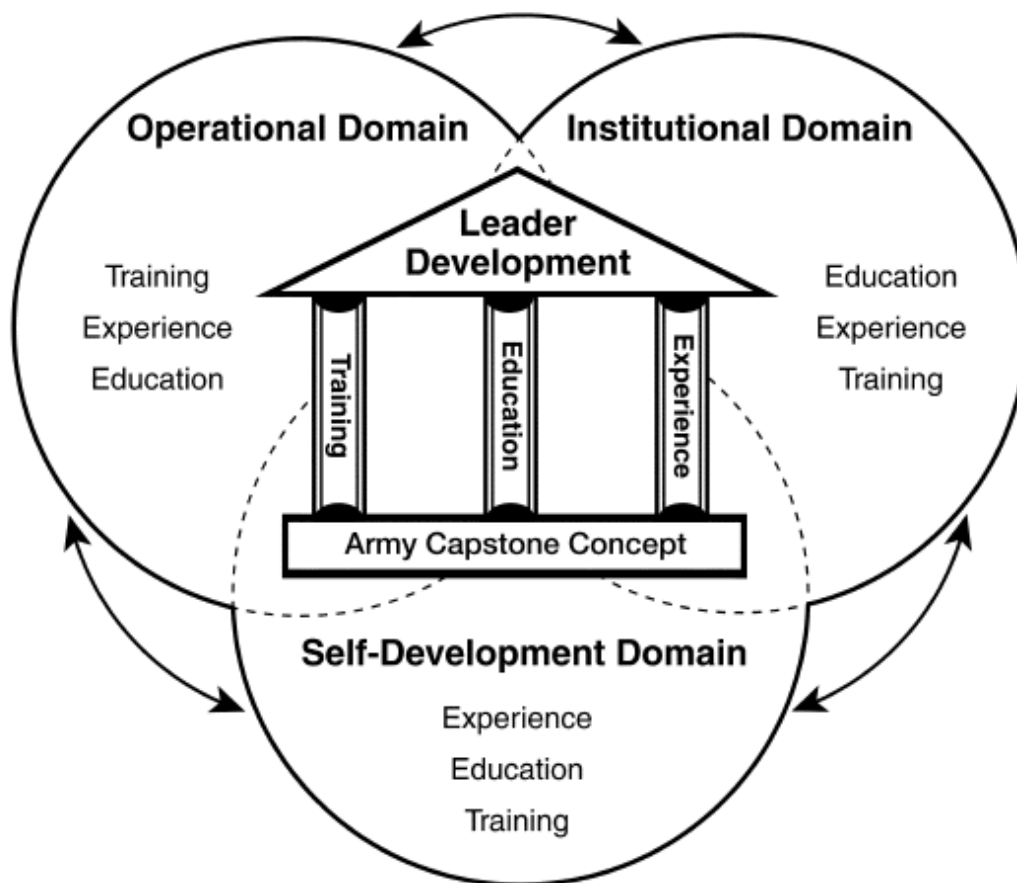 Operational Domain
Institutional Domain
Leader
Development
Training
Experience
Education
Education
Experience
Training
Training
Education
Experience
Army Capstone Concept
Self-Development Domain
Experience
Education
Training